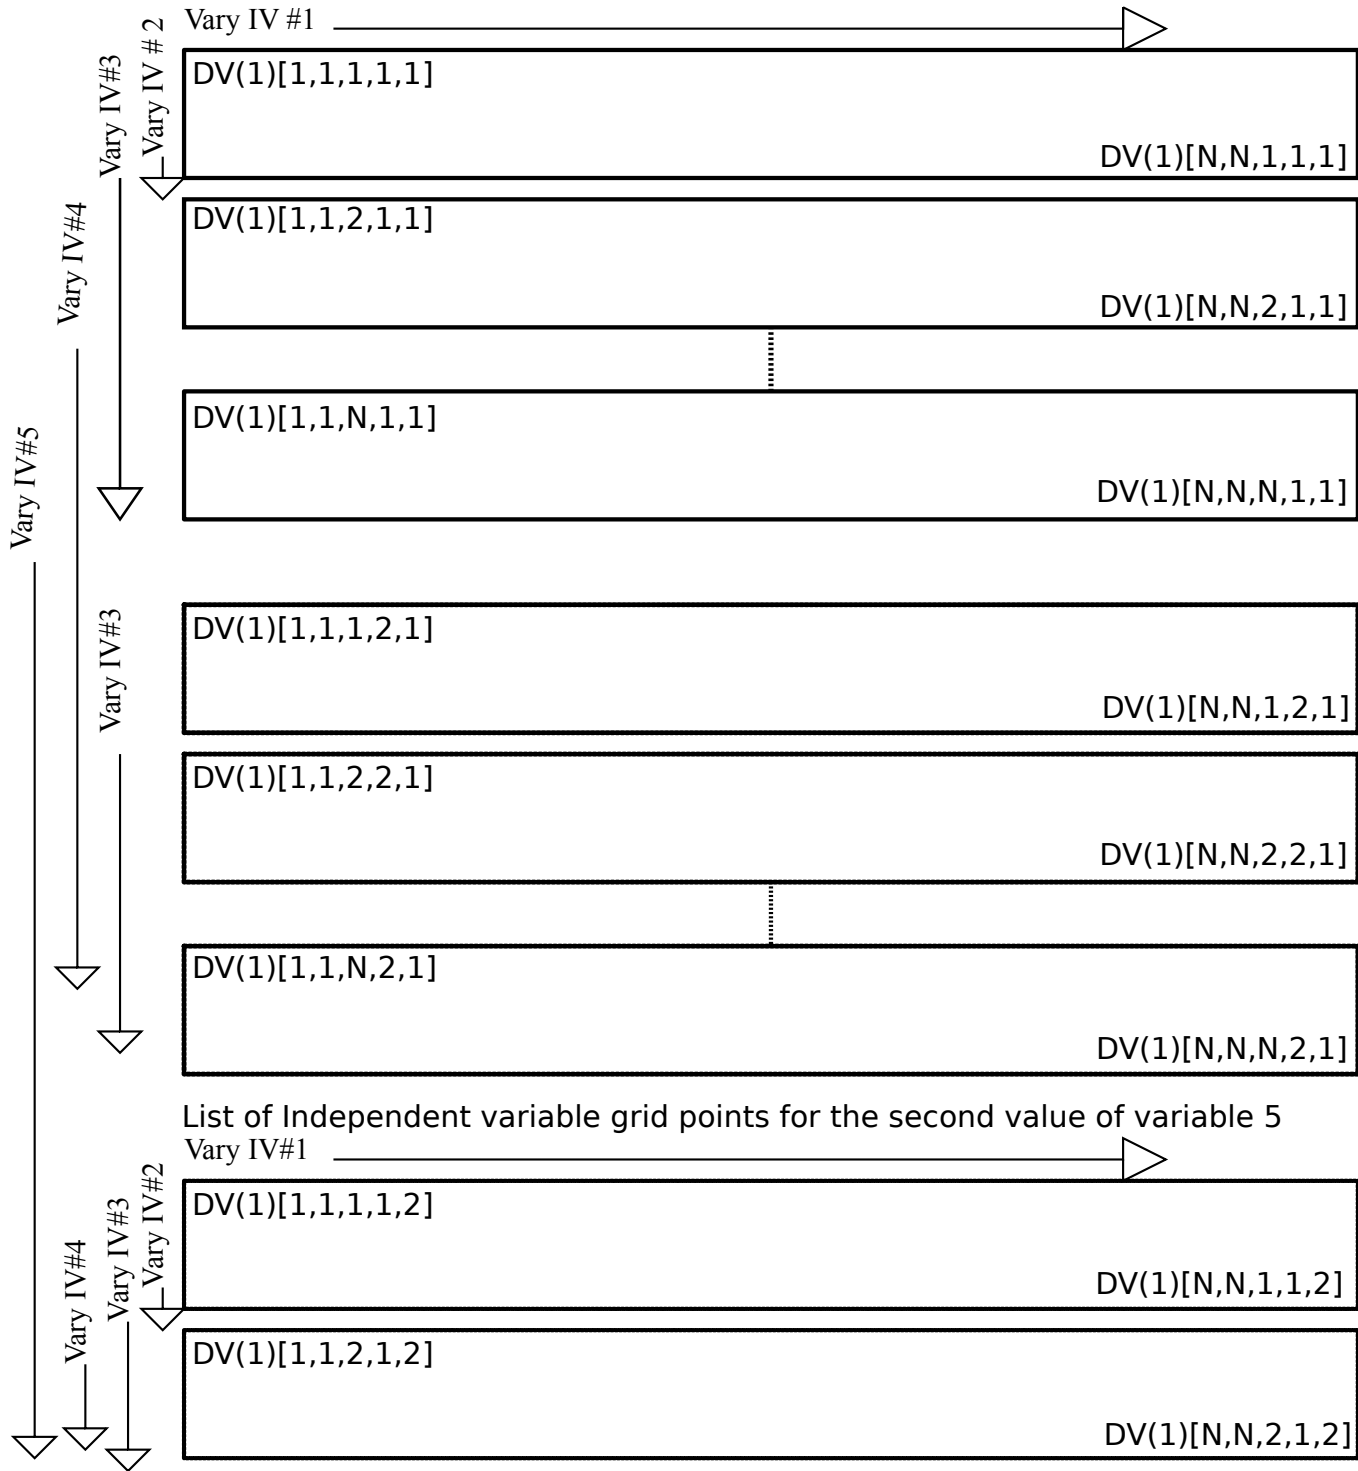 Vary IV #1
Vary IV # 2
Vary IV#3
Vary IV#4
Vary IV#5
DV(1)[1,1,1,1,1]
DV(1)[N,N,1,1,1]
DV(1)[1,1,2,1,1]
DV(1)[N,N,2,1,1]
DV(1)[1,1,N,1,1]
DV(1)[N,N,N,1,1]
Vary IV#3
DV(1)[1,1,1,2,1]
DV(1)[N,N,1,2,1]
DV(1)[1,1,2,2,1]
DV(1)[N,N,2,2,1]
DV(1)[1,1,N,2,1]
DV(1)[N,N,N,2,1]
List of Independent variable grid points for the second value of variable 5
Vary IV#1
Vary IV#2
Vary IV#3
Vary IV#4
DV(1)[1,1,1,1,2]
DV(1)[N,N,1,1,2]
DV(1)[1,1,2,1,2]
DV(1)[N,N,2,1,2]